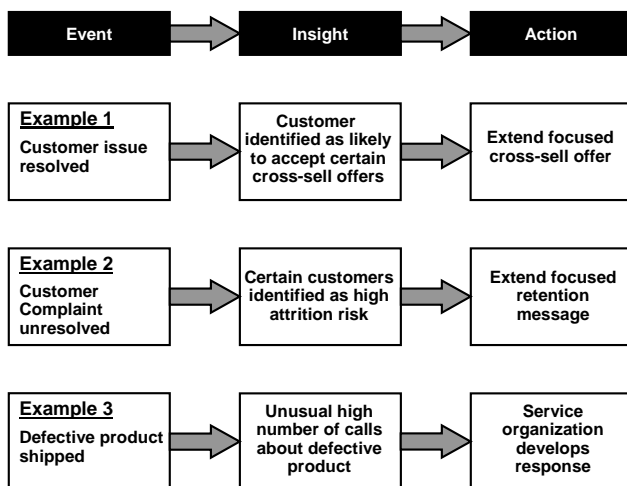 Event
Insight
Action
Example 1
Customer issue
resolved
Customer
identified as likely
to accept certain
cross-sell offers
Extend focused
cross-sell offer
Example 2
Customer
Complaint
unresolved
Certain customers
identified as high
attrition risk
Extend focused
retention
message
Example 3
Defective product
shipped
Unusual high
number of calls
about defective
product
Service
organization
develops
response